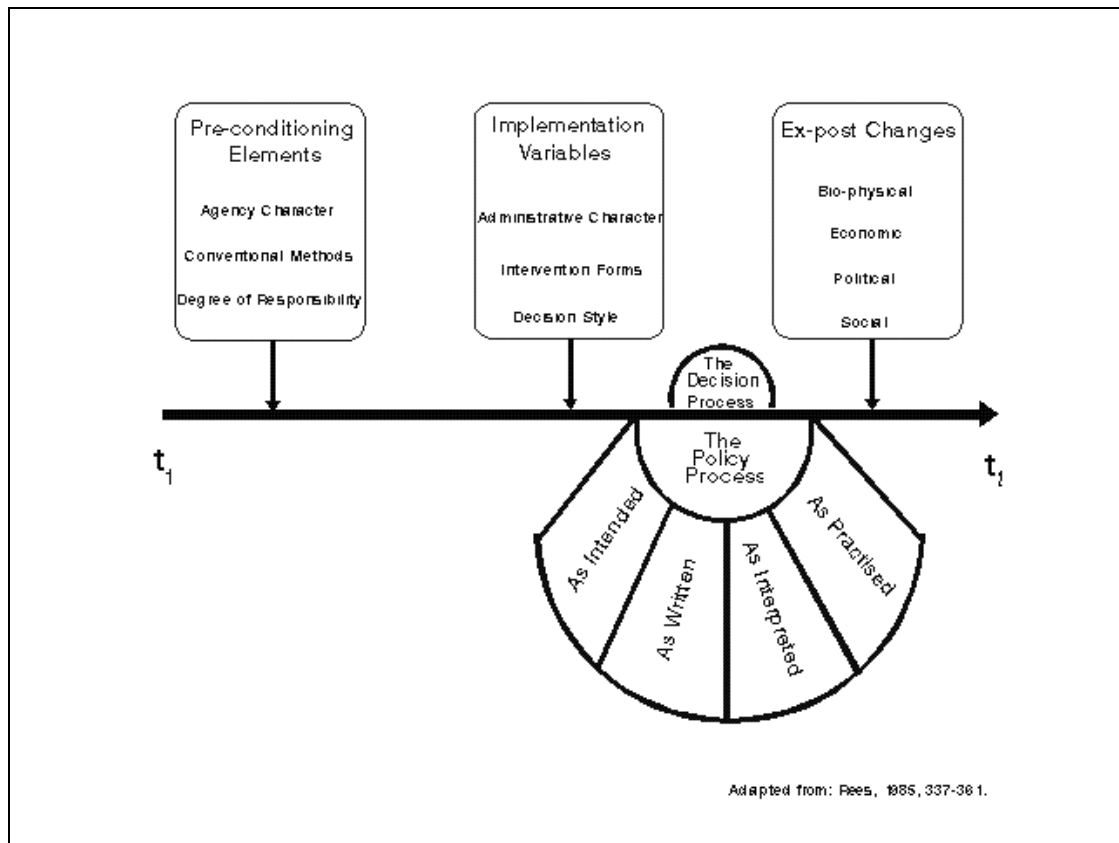 Pre-conditioning
Elements
Agency Character
Conventional Methods
Degree of Responsibility
Implementation
Variables
Administrative Character
Intervention Forms
Decision Style
Ex-post Changes
Bio-physical
Economic
Political
Social
The
Decision
Process
t1
t2
The
Policy
Process
As Intended
As Written
As Interpreted
As Practised
Adapted from: Rees, 1985, 337-361.